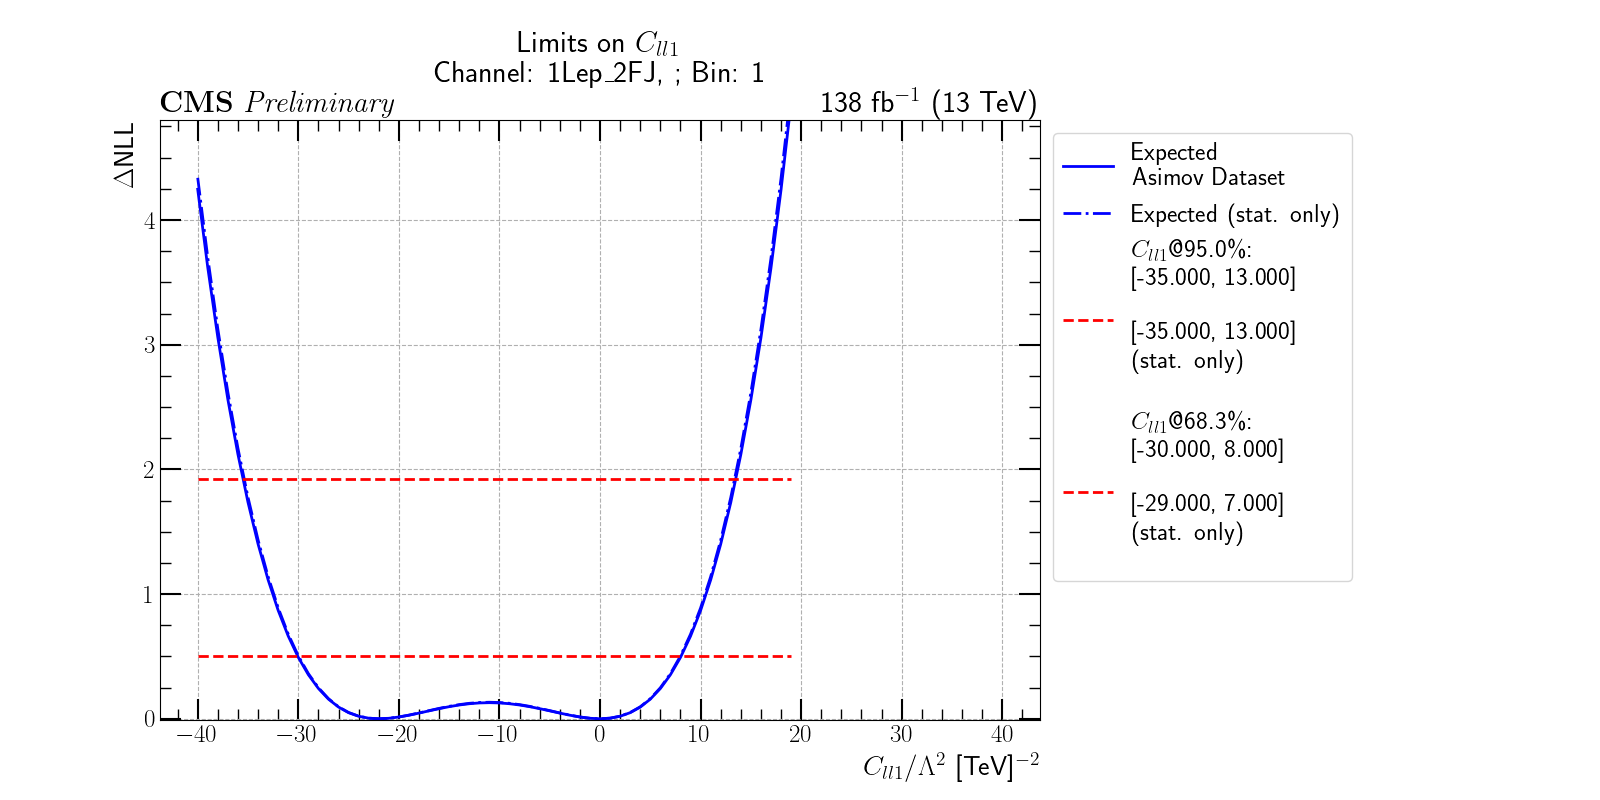 Limits on $C_{ll1}$
Channel: 1Lep_2FJ, ; Bin: 1
CMS Preliminary
138 fb$^{-1}$ (13 TeV)
ΔNLL
4
3
2
1
0
−40 −30 −20 −10 0 10 20 30 40
$C_{ll1}/\Lambda^2$ [TeV]$^{-2}$
Expected
Asimov Dataset
Expected (stat. only)
$C_{ll1}$@95.0%:
[-35.000, 13.000]
[-35.000, 13.000]
(stat. only)
$C_{ll1}$@68.3%:
[-30.000, 8.000]
[-29.000, 7.000]
(stat. only)